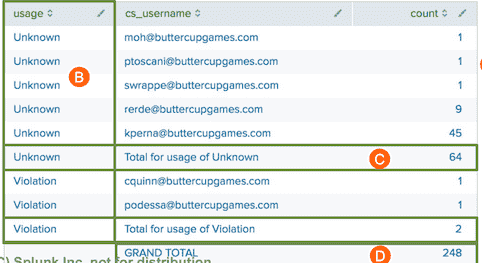 usage cs_username count
Unknown moh@buttercupgames.com 1
Unknown ptoscani@buttercupgames.com 1
B
Unknown swrappe@buttercupgames.com 1
Unknown rerde@buttercupgames.com 9
Unknown kperna@buttercupgames.com 45
Unknown Total for usage of Unknown C 64
Violation cquinn@buttercupgames.com 1
Violation podessa@buttercupgames.com 1
Violation Total for usage of Violation 2
GRAND TOTAL D 248
C) Splunk Inc, not for distribution